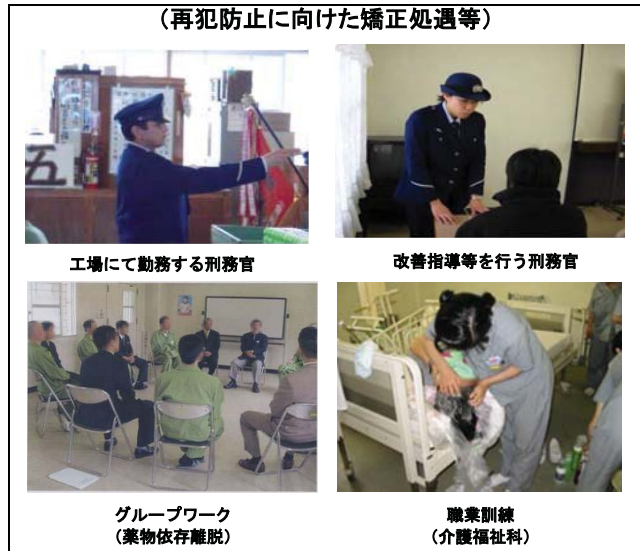 (再犯防止に向けた矯正処遇等)
五
工場にて勤務する刑務官
改善指導等を行う刑務官
グループワーク
(薬物依存離脱)
職業訓練
(介護福祉科)